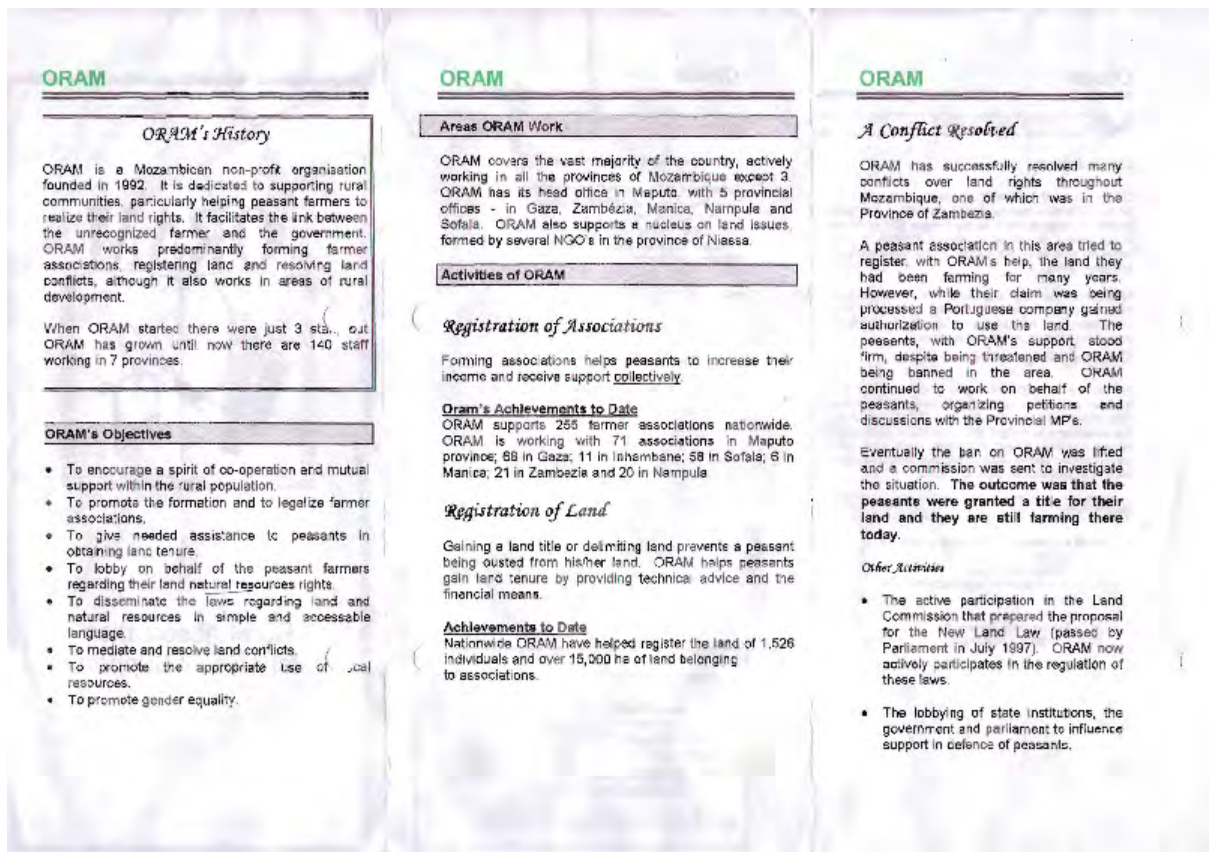 ORAM
ORAM's History
ORAM is a Mozambican non-profit organisation
founded in 1992. It is dedicated to supporting rural
communities, particularly helping peasant farmers to
realize their land rights. It facilitates the link between
the unrecognized farmer and the government.
ORAM works predominantly forming farmer
associations, registering land and resolving land
conflicts, although it also works in areas of rural
development.
When ORAM started there were just 3 out
ORAM has grown until now there are 140 staff
working in 7 provinces.
ORAM's Objectives
• To encourage a spirit of co-operation and mutual
support within the rural population.
• To promote the formation and to legalize farmer
associations.
• To give needed assistance to peasants in
obtaining land tenure.
• To lobby on behalf of the peasant farmers
regarding their land natural resources rights.
• To disseminate the laws regarding land and
natural resources in simple and accessable
language.
• To mediate and resolve land conflicts.
• To promote the appropriate use of
resources.
• To promote gender equality.
ORAM
Areas ORAM Work
ORAM covers the vast majority of the country, actively
working in all the provinces of Mozambique except 3.
ORAM has its head office in Maputo, with 5 provincial
offices - in Gaza, Zambézia, Manica, Nampula and
Sofala. ORAM also supports a nucleus on land issues,
formed by several NGO's in the province of Niassa.
Activities of ORAM
Registration of Associations
Forming associations helps peasants to increase their
income and receive support collectively.
Oram's Achievements to Date
ORAM supports 255 farmer associations nationwide.
ORAM is working with 71 associations in Maputo
province; 68 in Gaza; 11 in Inhambane; 58 in Sofala; 6 in
Manica; 21 in Zambezia and 20 in Nampula
Registration of Land
Gaining a land title or delimiting land prevents a peasant
being ousted from his/her land. ORAM helps peasants
gain land tenure by providing technical advice and the
financial means.
Achievements to Date
Nationwide ORAM have helped register the land of 1,526
individuals and over 15,000 ha of land belonging
to associations.
ORAM
A Conflict Resolved
ORAM has successfully resolved many
conflicts over land rights throughout
Mozambique, one of which was in the
Province of Zambezia.
A peasant association in this area tried to
register, with ORAM's help, the land they
had been farming for many years.
However, while their claim was being
processed a Portuguese company gained
authorization to use the land. The
peasents, with ORAM's support, stood
firm, despite being threatened and ORAM
being banned in the area. ORAM
continued to work on behalf of the
peasants, organizing petitions and
discussions with the Provincial MP's.
Eventually the ban on ORAM was lifted
and a commission was sent to investigate
the situation. The outcome was that the
peasants were granted a title for their
land and they are still farming there
today.
Other Activities
• The active participation in the Land
Commission that prepared the proposal
for the New Land Law (passed by
Parliament in July 1997). ORAM now
actively participates in the regulation of
these laws.
• The lobbying of state institutions, the
government and parliament to influence
support in defence of peasants.